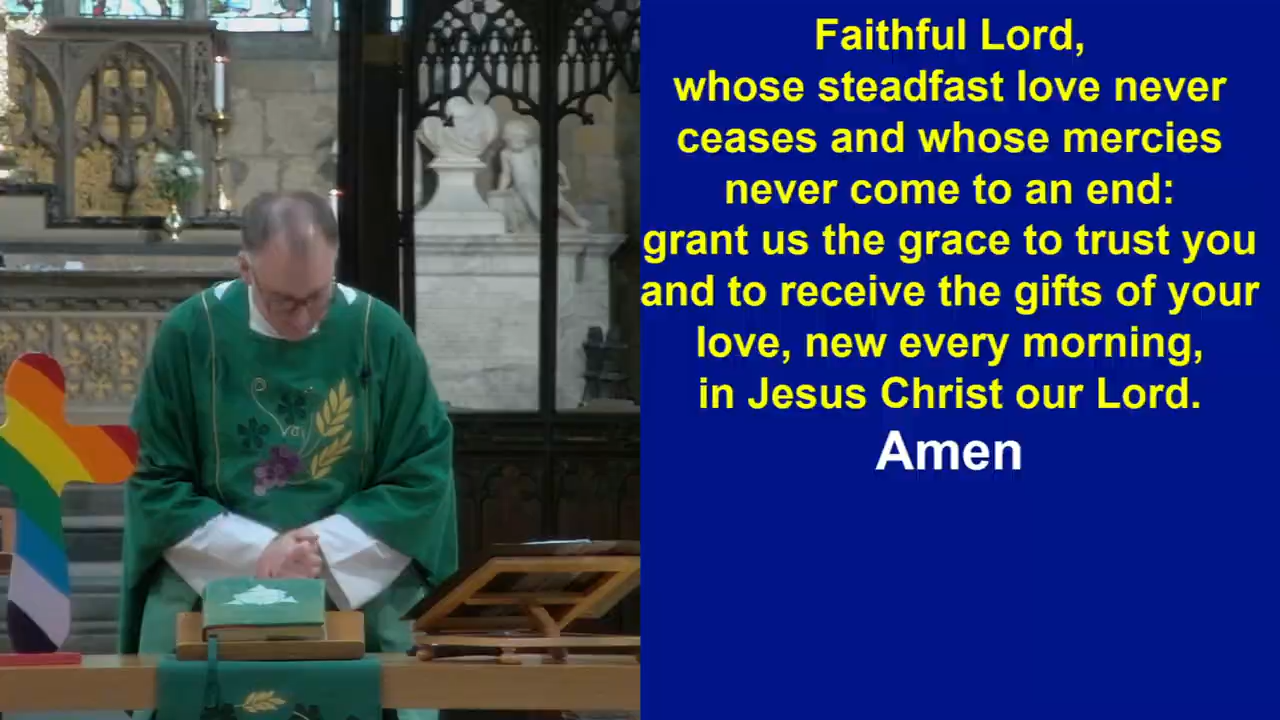 Faithful Lord,
whose steadfast love never
ceases and whose mercies
never come to an end:
grant us the grace to trust you
and to receive the gifts of your
love, new every morning,
in Jesus Christ our Lord.
Amen